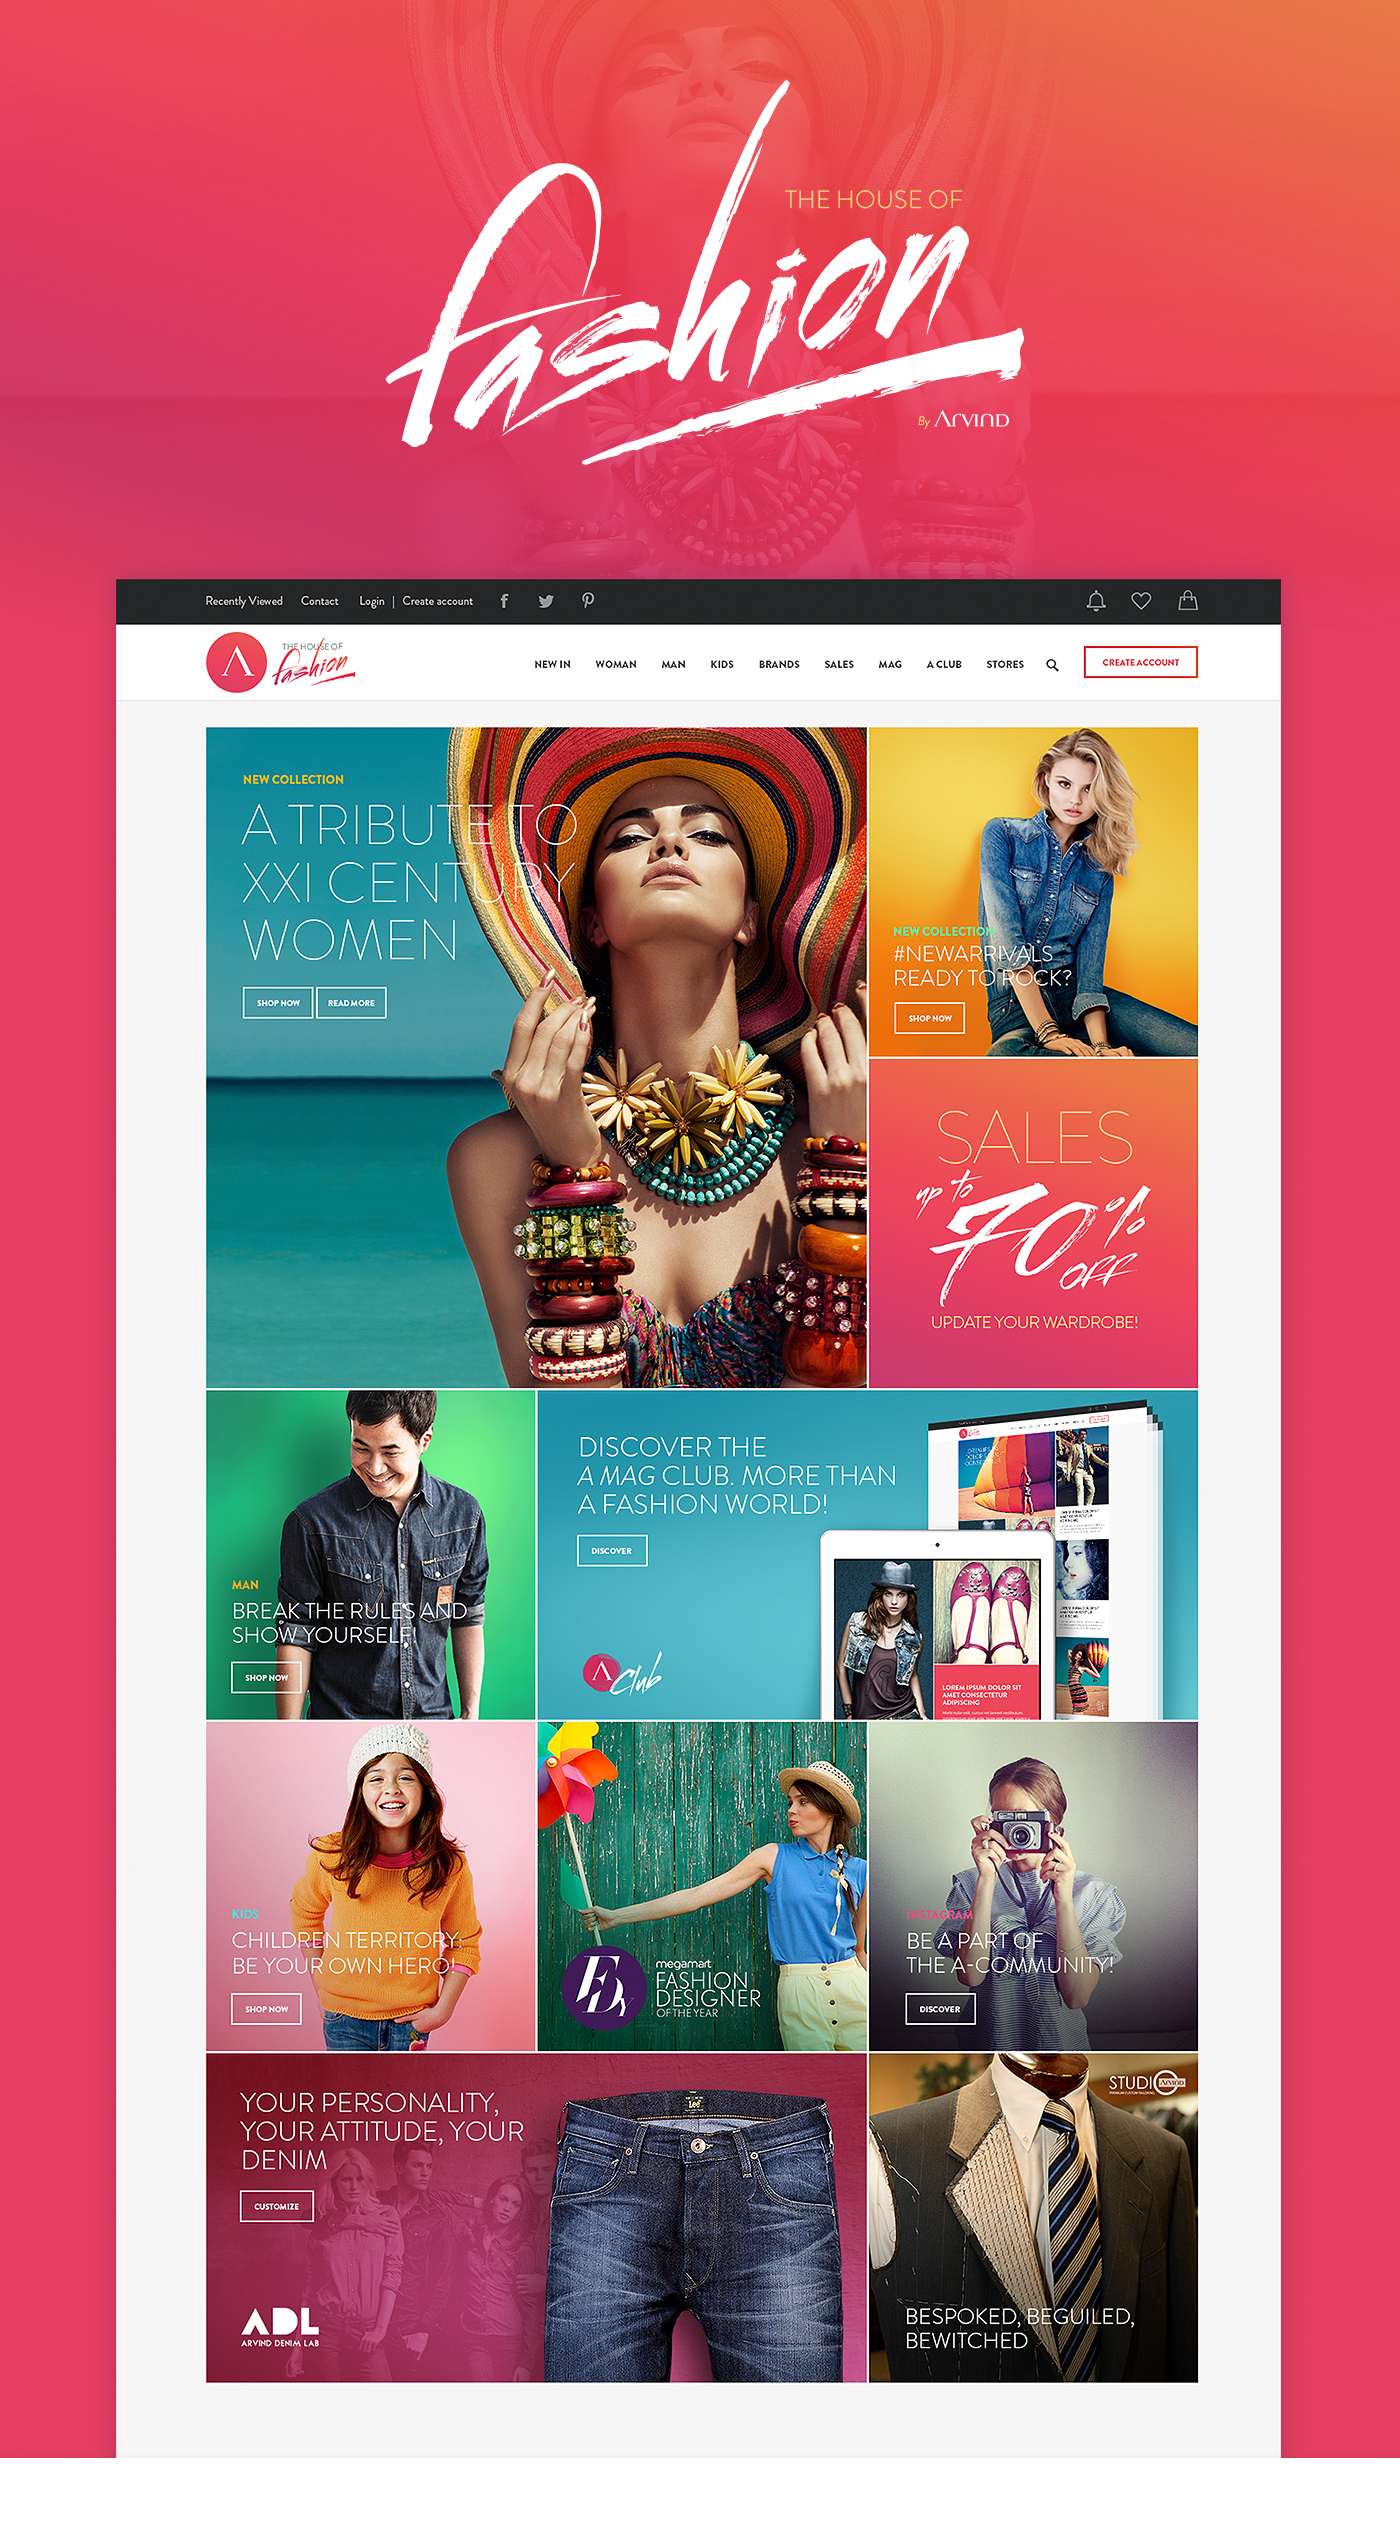 THE HOUSE OF
fashion
By ARVIND
Recently Viewed Contact Login | Create account
A THE HOUSE OF
fashion
NEW IN WOMAN MAN KIDS BRANDS SALES MAG A CLUB STORES CREATE ACCOUNT
NEW COLLECTION
A TRIBUTE TO
XXI CENTURY
WOMEN
SHOP NOW READ MORE
NEW COLLECTION
#NEWARRIVALS
READY TO ROCK?
SHOP NOW
SALES
up to
70%
OFF
UPDATE YOUR WARDROBE!
MAN
BREAK THE RULES AND
SHOW YOURSELF!
SHOP NOW
DISCOVER THE
A MAG CLUB. MORE THAN
A FASHION WORLD!
DISCOVER
A Club
LOREM IPSUM DOLOR SIT
AMET CONSECTETUR
ADIPISCING
KIDS
CHILDREN TERRITORY:
BE YOUR OWN HERO!
SHOP NOW
FDY
megamart
FASHION
DESIGNER
OF THE YEAR
INSTAGRAM
BE A PART OF
THE A-COMMUNITY!
DISCOVER
YOUR PERSONALITY,
YOUR ATTITUDE, YOUR
DENIM
CUSTOMIZE
Lee
ADL
ARVIND DENIM LAB
STUDIO ARVIND
PREMIUM CUSTOM TAILORING
BESPOKED, BEGUILED,
BEWITCHED